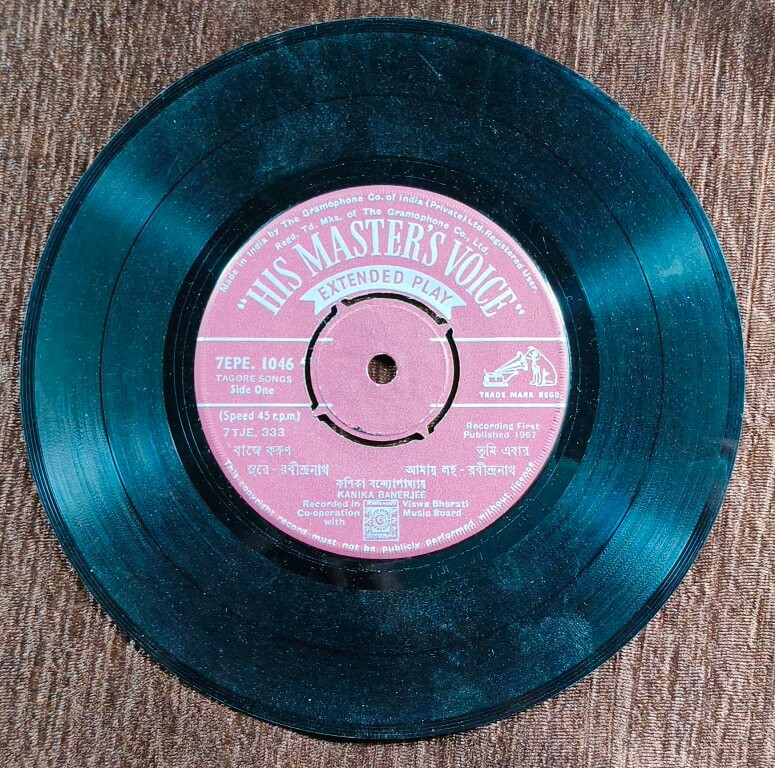 Made in India by The Gramophone Co. of India (Private) Ltd. Registered User.
Regd. Td. Mks. of The Gramophone Co., Ltd.
"HIS MASTER'S VOICE"
EXTENDED PLAY
7EPE. 1046
TAGORE SONGS
Side One
TRADE MARK REGD.
(Speed 45 r.p.m.)
7TJE. 333
Recording First
Published 1967
বাজে করুণ
সুরে - রবীন্দ্রনাথ
তুমি এবার
আমায় লহ - রবীন্দ্রনাথ
কণিকা বন্দ্যোপাধ্যায়
KANIKA BANERJEE
Recorded in Viswa Bharati
Co-operation Music Board
with
This copyright record must not be publicly performed without license.